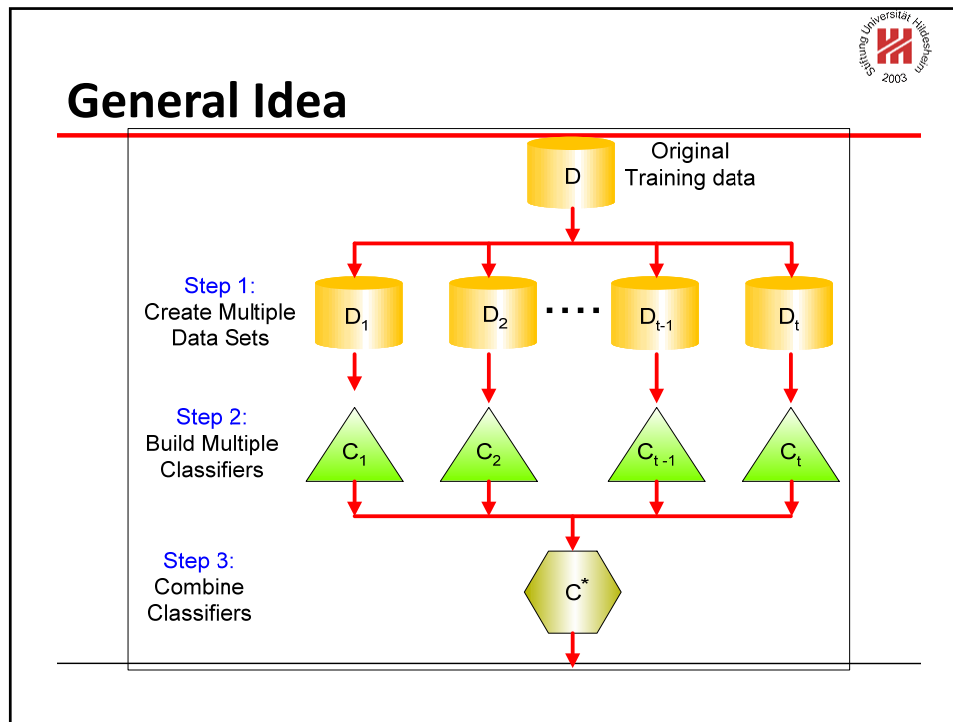 Stiftung Universität Hildesheim
2003
General Idea
Original
Training data
D
Step 1:
Create Multiple
Data Sets
D₁
D₂
....
Dₜ₋₁
Dₜ
Step 2:
Build Multiple
Classifiers
C₁
C₂
Cₜ ₋₁
Cₜ
Step 3:
Combine
Classifiers
C*